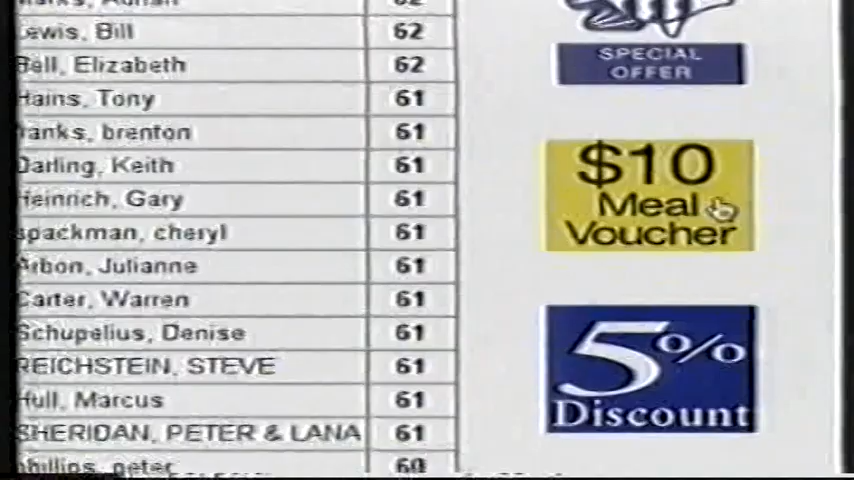 Lewis, Bill 62
Bell, Elizabeth 62
Hains, Tony 61
brenton 61
Darling, Keith 61
Heinrich, Gary 61
spackman, cheryl 61
Arbon, Julianne 61
Carter, Warren 61
Schupelius, Denise 61
REICHSTEIN, STEVE 61
Hull, Marcus 61
SHERIDAN, PETER & LANA 61
phillips, peter 60
SPECIAL
OFFER
$10
Meal
Voucher
5%
Discount